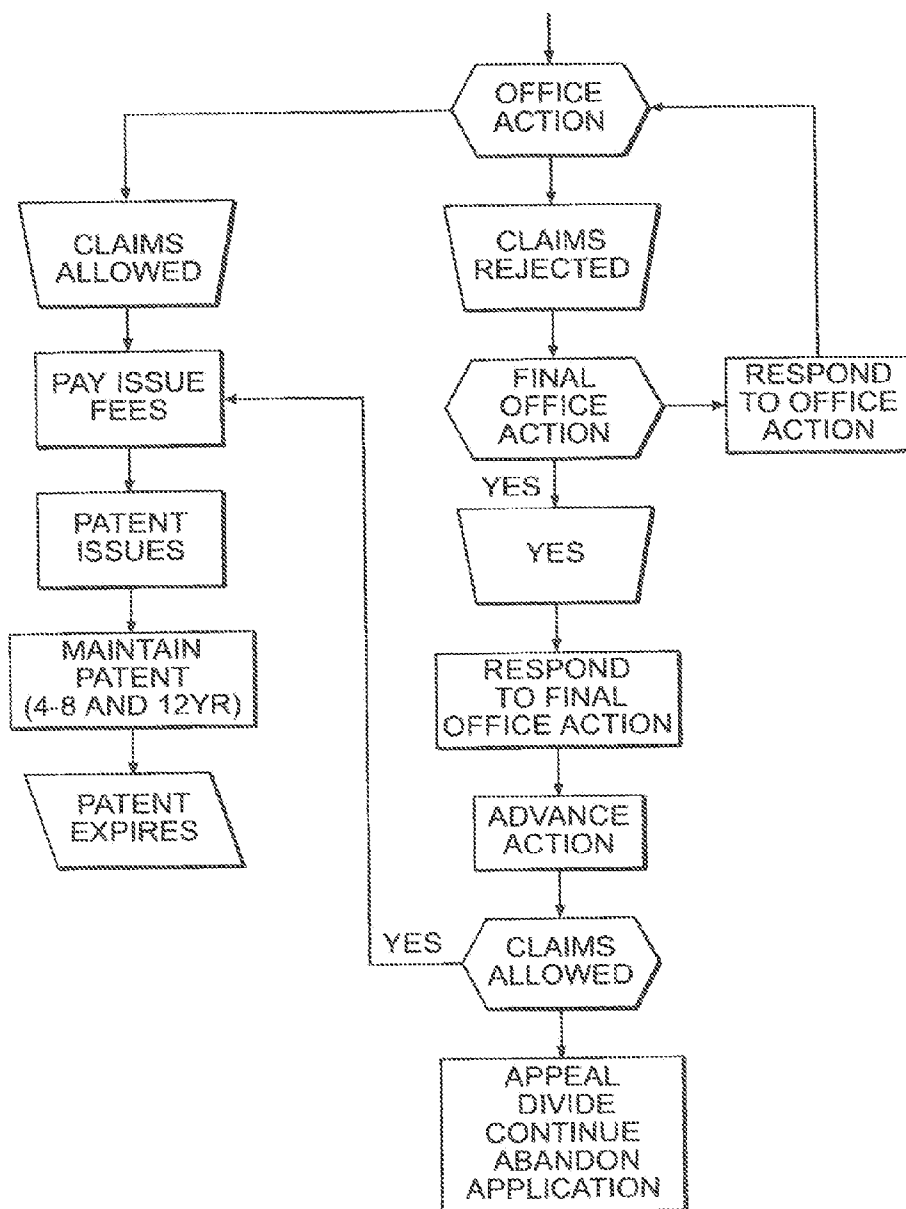 OFFICE
ACTION
CLAIMS
ALLOWED
CLAIMS
REJECTED
PAY ISSUE
FEES
FINAL
OFFICE
ACTION
RESPOND
TO OFFICE
ACTION
YES
PATENT
ISSUES
YES
MAINTAIN
PATENT
(4-8 AND 12YR)
RESPOND
TO FINAL
OFFICE ACTION
PATENT
EXPIRES
ADVANCE
ACTION
YES
CLAIMS
ALLOWED
APPEAL
DIVIDE
CONTINUE
ABANDON
APPLICATION